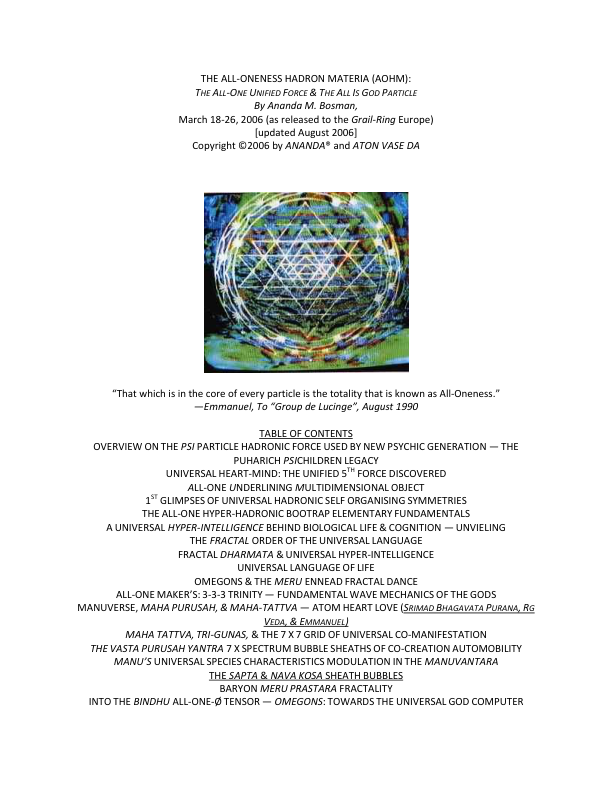 THE ALL-ONENESS HADRON MATERIA (AOHM):
THE ALL-ONE UNIFIED FORCE & THE ALL IS GOD PARTICLE
By Ananda M. Bosman,
March 18-26, 2006 (as released to the Grail-Ring Europe)
[updated August 2006]
Copyright ©2006 by ANANDA® and ATON VASE DA
“That which is in the core of every particle is the totality that is known as All-Oneness.”
—Emmanuel, To “Group de Lucinge”, August 1990
TABLE OF CONTENTS
OVERVIEW ON THE PSI PARTICLE HADRONIC FORCE USED BY NEW PSYCHIC GENERATION — THE
PUHARICH PSICHILDREN LEGACY
UNIVERSAL HEART-MIND: THE UNIFIED 5TH FORCE DISCOVERED
ALL-ONE UNDERLINING MULTIDIMENSIONAL OBJECT
1ST GLIMPSES OF UNIVERSAL HADRONIC SELF ORGANISING SYMMETRIES
THE ALL-ONE HYPER-HADRONIC BOOTRAP ELEMENTARY FUNDAMENTALS
A UNIVERSAL HYPER-INTELLIGENCE BEHIND BIOLOGICAL LIFE & COGNITION — UNVIELING
THE FRACTAL ORDER OF THE UNIVERSAL LANGUAGE
FRACTAL DHARMATA & UNIVERSAL HYPER-INTELLIGENCE
UNIVERSAL LANGUAGE OF LIFE
OMEGONS & THE MERU ENNEAD FRACTAL DANCE
ALL-ONE MAKER’S: 3-3-3 TRINITY — FUNDAMENTAL WAVE MECHANICS OF THE GODS
MANUVERSE, MAHA PURUSAH, & MAHA-TATTVA — ATOM HEART LOVE (SRIMAD BHAGAVATA PURANA, RG
VEDA, & EMMANUEL)
MAHA TATTVA, TRI-GUNAS, & THE 7 X 7 GRID OF UNIVERSAL CO-MANIFESTATION
THE VASTA PURUSAH YANTRA 7 X SPECTRUM BUBBLE SHEATHS OF CO-CREATION AUTOMOBILITY
MANU’S UNIVERSAL SPECIES CHARACTERISTICS MODULATION IN THE MANUVANTARA
THE SAPTA & NAVA KOSA SHEATH BUBBLES
BARYON MERU PRASTARA FRACTALITY
INTO THE BINDHU ALL-ONE-Ø TENSOR — OMEGONS: TOWARDS THE UNIVERSAL GOD COMPUTER